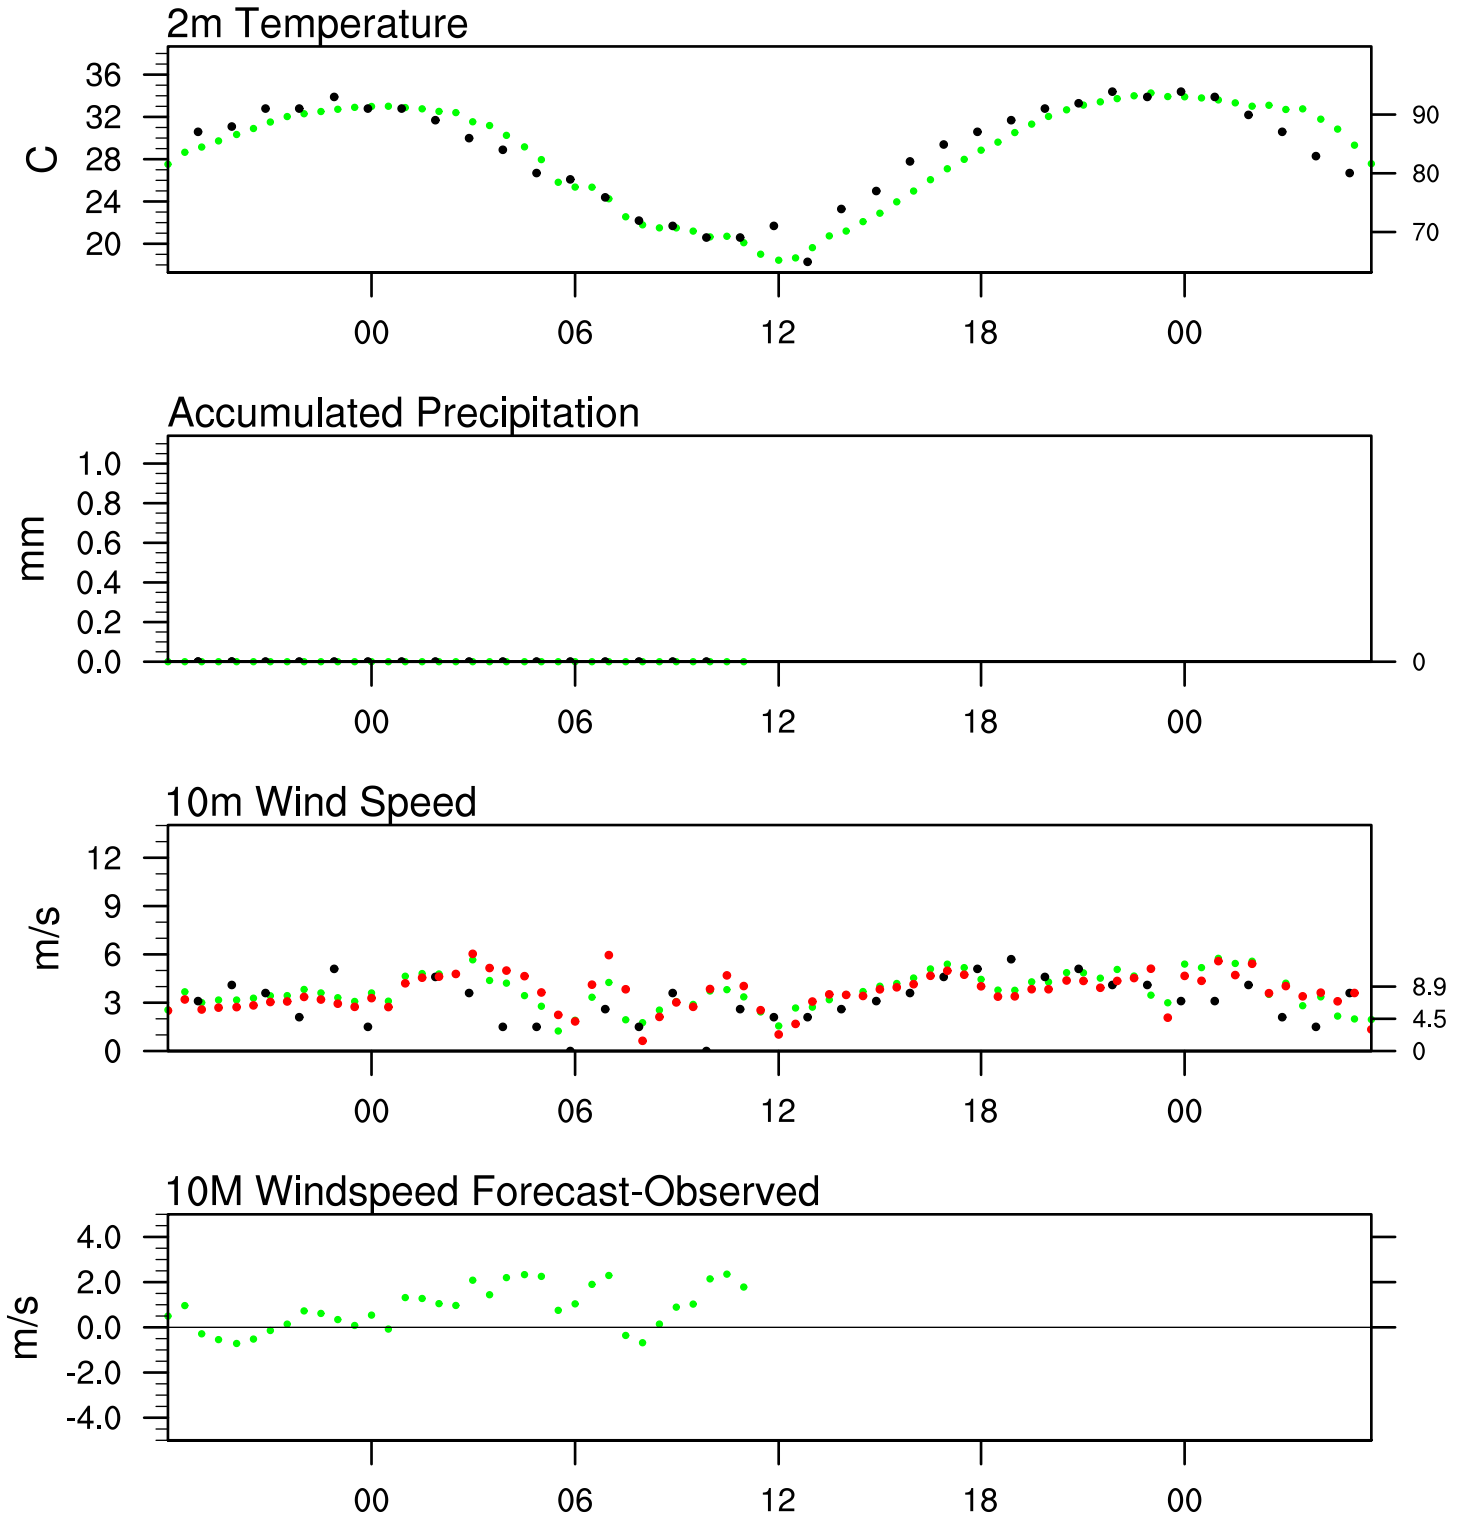 2m Temperature
36
32
28
24
20
C
90
80
70
00 06 12 18 00
Accumulated Precipitation
1.0
0.8
0.6
0.4
0.2
0.0
mm
0
00 06 12 18 00
10m Wind Speed
12
9
6
3
0
m/s
8.9
4.5
0
00 06 12 18 00
10M Windspeed Forecast-Observed
4.0
2.0
0.0
-2.0
-4.0
m/s
00 06 12 18 00